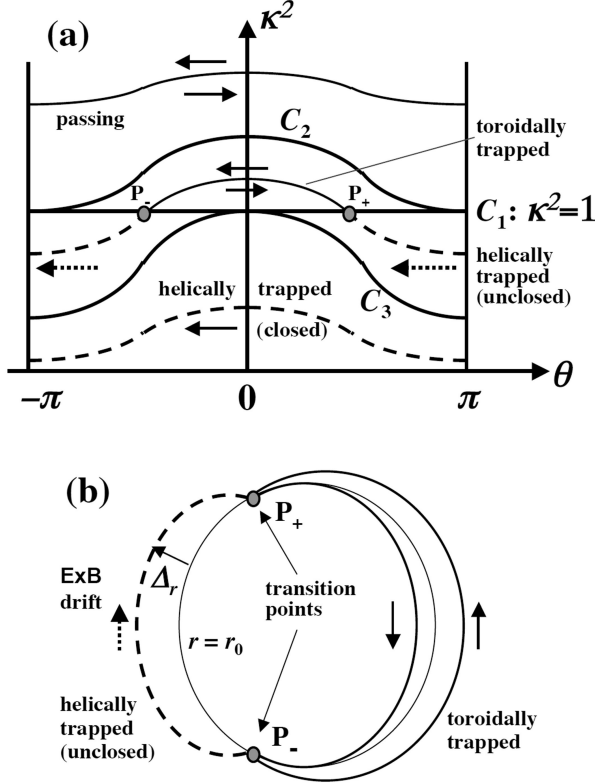 (a)
κ²
passing
C₂
toroidally
trapped
P₋
P₊
C₁: κ²=1
helically
trapped
(unclosed)
helically trapped
(closed)
C₃
−π
0
π
θ
(b)
P₊
ExB
drift
Δᵣ
transition
points
r = r₀
helically
trapped
(unclosed)
P₋
toroidally
trapped